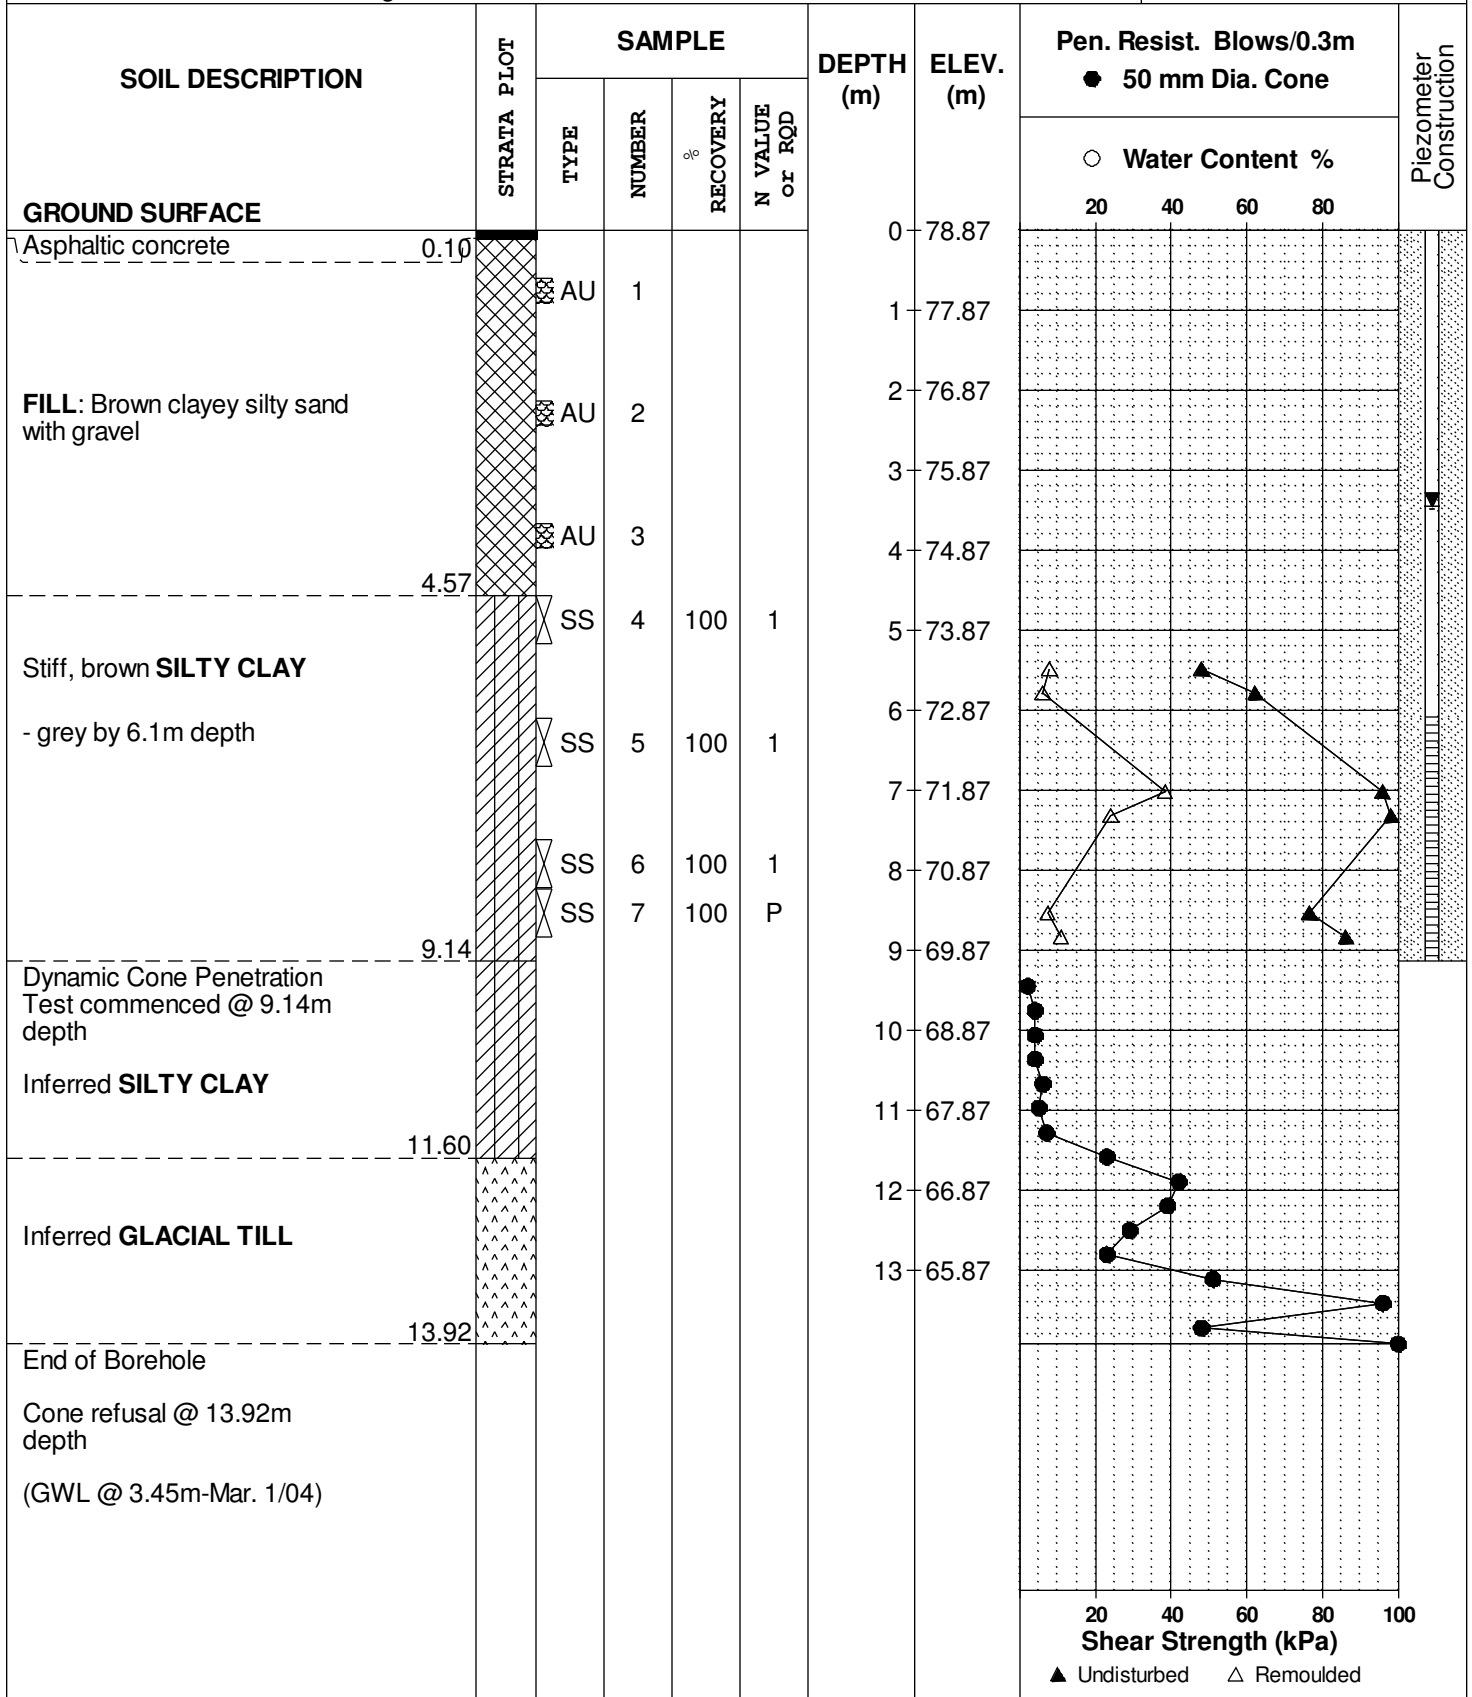 SOIL DESCRIPTION
GROUND SURFACE
STRATA PLOT
SAMPLE
TYPE
NUMBER
% RECOVERY
N VALUE or RQD
DEPTH (m)
ELEV. (m)
Pen. Resist. Blows/0.3m
● 50 mm Dia. Cone
○ Water Content %
20 40 60 80
Piezometer Construction
Asphaltic concrete 0.10
0 78.87
AU 1
1 77.87
2 76.87
FILL: Brown clayey silty sand
with gravel
AU 2
3 75.87
AU 3
4 74.87
4.57
SS 4 100 1
5 73.87
Stiff, brown SILTY CLAY
6 72.87
- grey by 6.1m depth
SS 5 100 1
7 71.87
SS 6 100 1
8 70.87
SS 7 100 P
9.14
9 69.87
Dynamic Cone Penetration
Test commenced @ 9.14m
depth
10 68.87
Inferred SILTY CLAY
11 67.87
11.60
12 66.87
Inferred GLACIAL TILL
13 65.87
13.92
End of Borehole
Cone refusal @ 13.92m
depth
(GWL @ 3.45m-Mar. 1/04)
20 40 60 80 100
Shear Strength (kPa)
▲ Undisturbed △ Remoulded